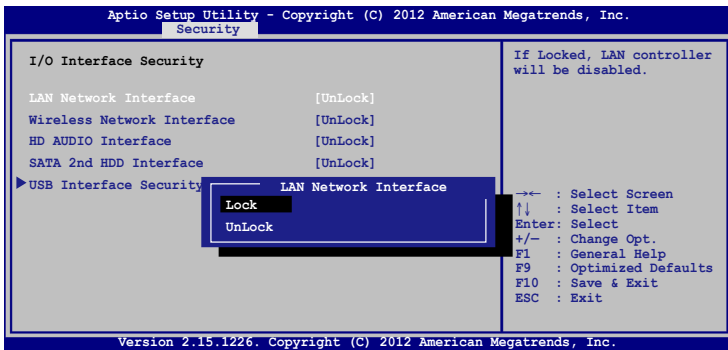 Aptio Setup Utility - Copyright (C) 2012 American Megatrends, Inc.
Security
I/O Interface Security
LAN Network Interface [UnLock]
Wireless Network Interface [UnLock]
HD AUDIO Interface [UnLock]
SATA 2nd HDD Interface [UnLock]
USB Interface Security
LAN Network Interface
Lock
UnLock
If Locked, LAN controller
will be disabled.
→← : Select Screen
↑↓ : Select Item
Enter: Select
+/— : Change Opt.
F1 : General Help
F9 : Optimized Defaults
F10 : Save & Exit
ESC : Exit
Version 2.15.1226. Copyright (C) 2012 American Megatrends, Inc.